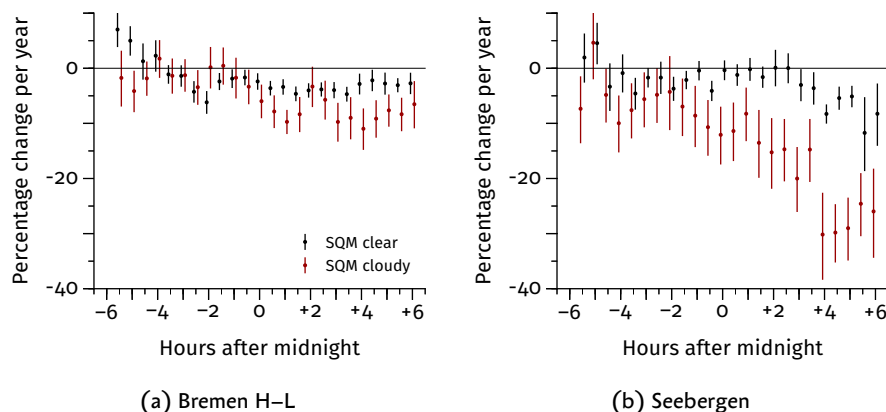 Percentage change per year
0
-20
-40
-6
-4
-2
0
+2
+4
+6
SQM clear
SQM cloudy
Hours after midnight
(a) Bremen H–L
Percentage change per year
0
-20
-40
-6
-4
-2
0
+2
+4
+6
Hours after midnight
(b) Seebergen